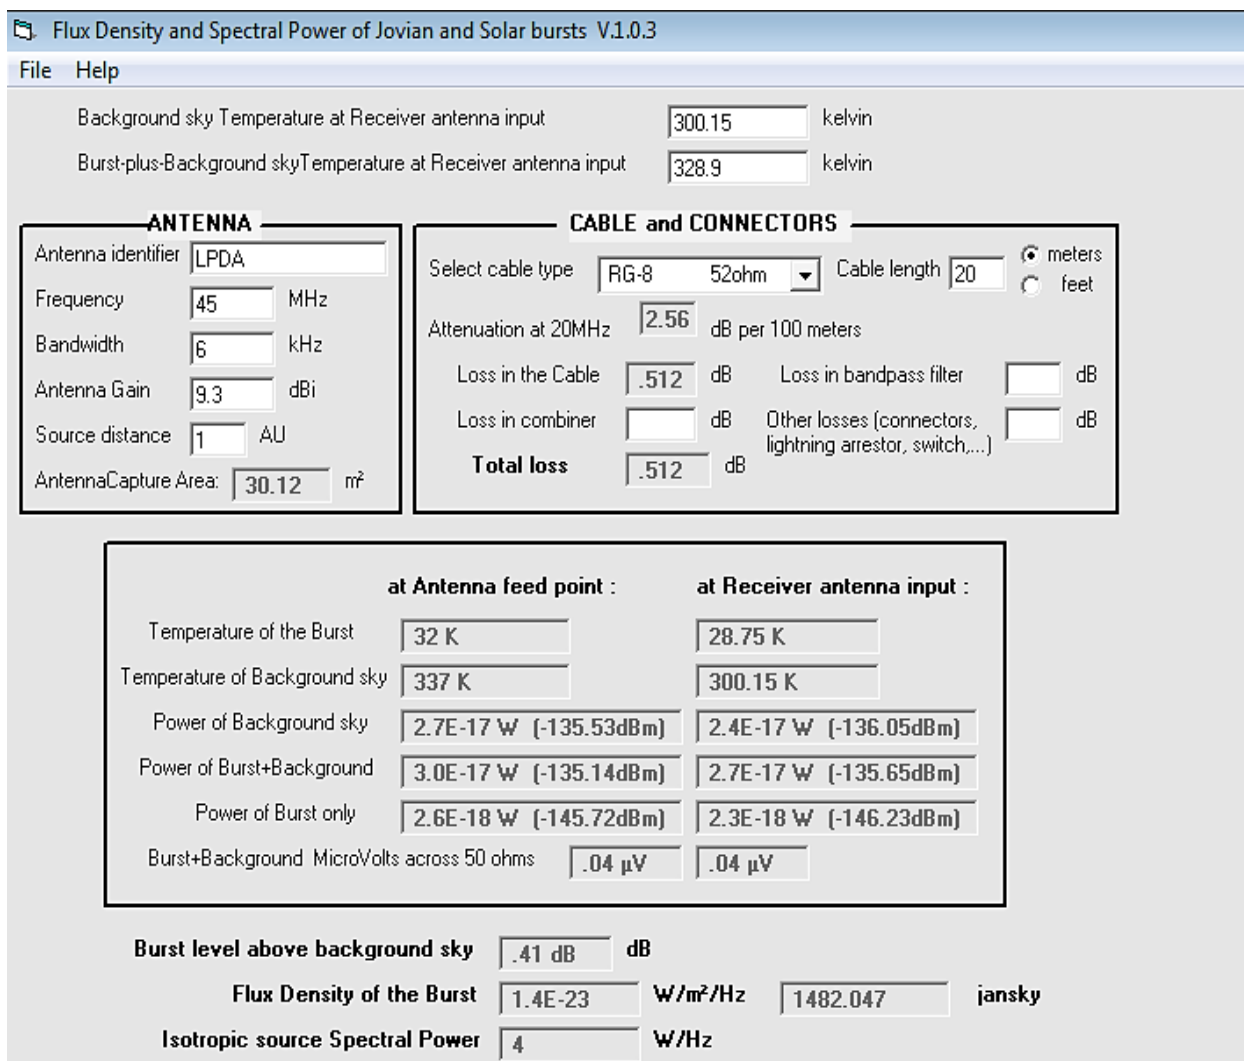 Flux Density and Spectral Power of Jovian and Solar bursts V.1.0.3
File Help
Background sky Temperature at Receiver antenna input 300.15 kelvin
Burst-plus-Background skyTemperature at Receiver antenna input 328.9 kelvin
ANTENNA
Antenna identifier LPDA
Frequency 45 MHz
Bandwidth 6 kHz
Antenna Gain 9.3 dBi
Source distance 1 AU
AntennaCapture Area: 30.12 m²
CABLE and CONNECTORS
Select cable type RG-8 52ohm Cable length 20 meters
feet
Attenuation at 20MHz 2.56 dB per 100 meters
Loss in the Cable .512 dB Loss in bandpass filter dB
Loss in combiner dB Other losses (connectors, dB
lightning arrestor, switch,...)
Total loss .512 dB
at Antenna feed point : at Receiver antenna input :
Temperature of the Burst 32 K 28.75 K
Temperature of Background sky 337 K 300.15 K
Power of Background sky 2.7E-17 W (-135.53dBm) 2.4E-17 W (-136.05dBm)
Power of Burst+Background 3.0E-17 W (-135.14dBm) 2.7E-17 W (-135.65dBm)
Power of Burst only 2.6E-18 W (-145.72dBm) 2.3E-18 W (-146.23dBm)
Burst+Background MicroVolts across 50 ohms .04 µV .04 µV
Burst level above background sky .41 dB dB
Flux Density of the Burst 1.4E-23 W/m²/Hz 1482.047 jansky
Isotropic source Spectral Power 4 W/Hz